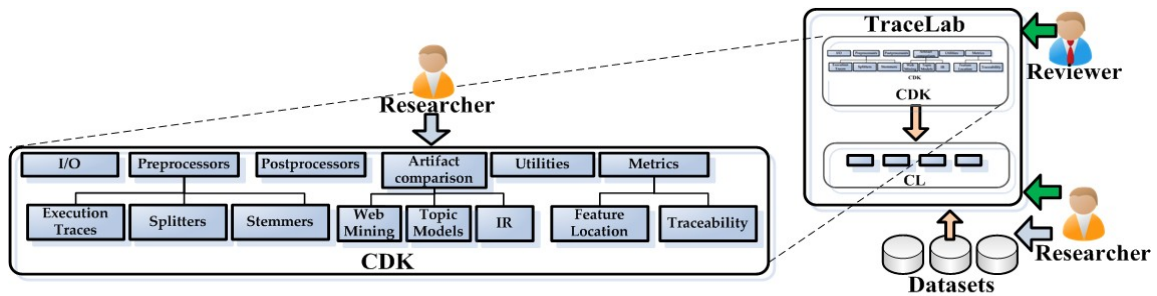 TraceLab
Reviewer
Researcher
I/O
Preprocessors
Postprocessors
Artifact
comparison
Utilities
Metrics
Execution
Traces
Splitters
Stemmers
Web
Mining
Topic
Models
IR
Feature
Location
Traceability
CDK
CDK
CDK
CL
Researcher
Datasets